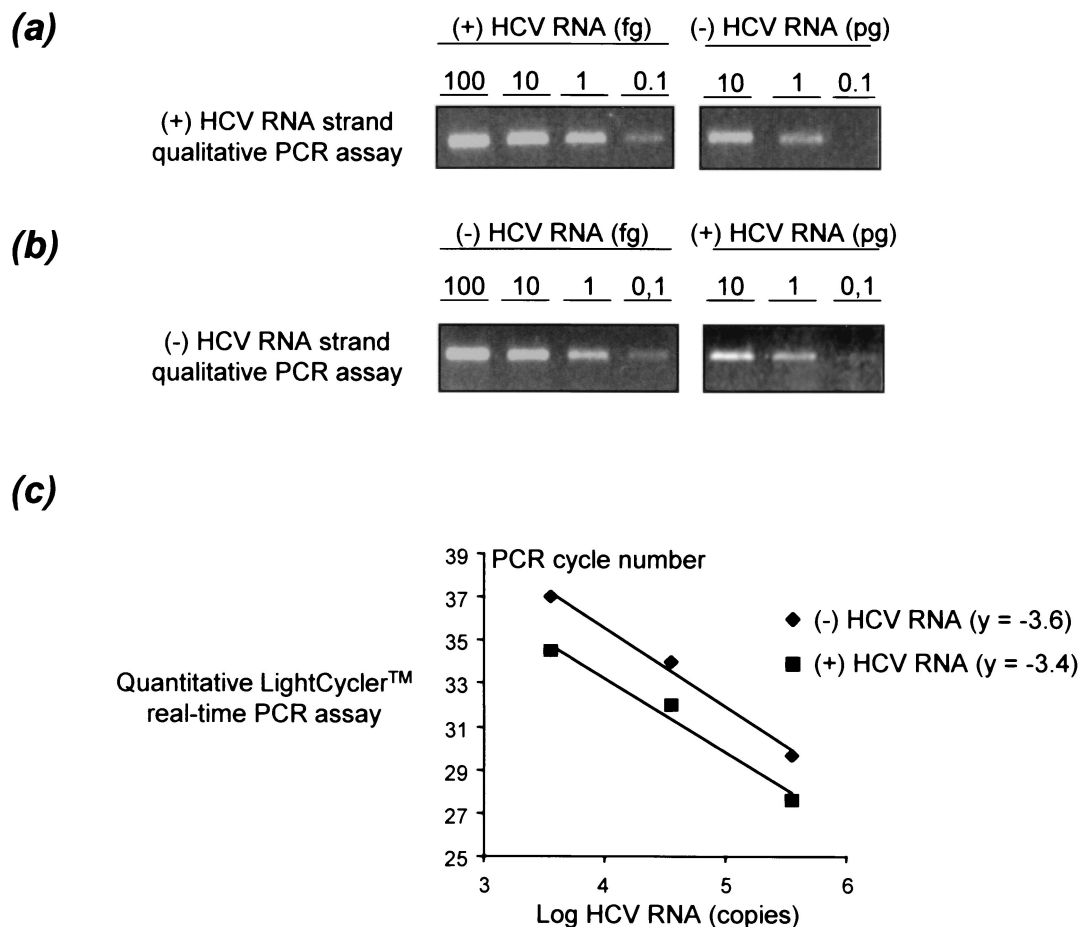 (a)
(+) HCV RNA (fg)
(-) HCV RNA (pg)
100 10 1 0.1
10 1 0.1
(+) HCV RNA strand
qualitative PCR assay
(b)
(-) HCV RNA (fg)
(+) HCV RNA (pg)
100 10 1 0,1
10 1 0,1
(-) HCV RNA strand
qualitative PCR assay
(c)
Quantitative LightCycler™
real-time PCR assay
PCR cycle number
39
37
35
33
31
29
27
25
3 4 5 6
Log HCV RNA (copies)
(-) HCV RNA (y = -3.6)
(+) HCV RNA (y = -3.4)